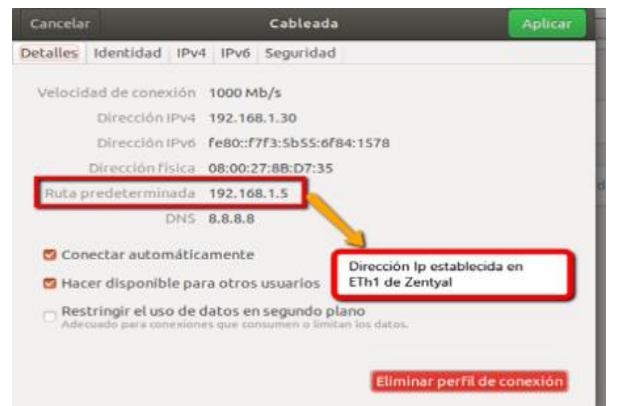 Cancelar Cableada Aplicar
Detalles Identidad IPv4 IPv6 Seguridad
Velocidad de conexión 1000 Mb/s
Dirección IPv4 192.168.1.30
Dirección IPv6 fe80::f7f3:5b55:6f84:1578
Dirección física 08:00:27:8B:D7:35
Ruta predeterminada 192.168.1.5
DNS 8.8.8.8
Conectar automáticamente
Hacer disponible para otros usuarios
Dirección Ip establecida en
ETh1 de Zentyal
Restringir el uso de datos en segundo plano
Adecuado para conexiones que consumen o limitan los datos.
Eliminar perfil de conexión